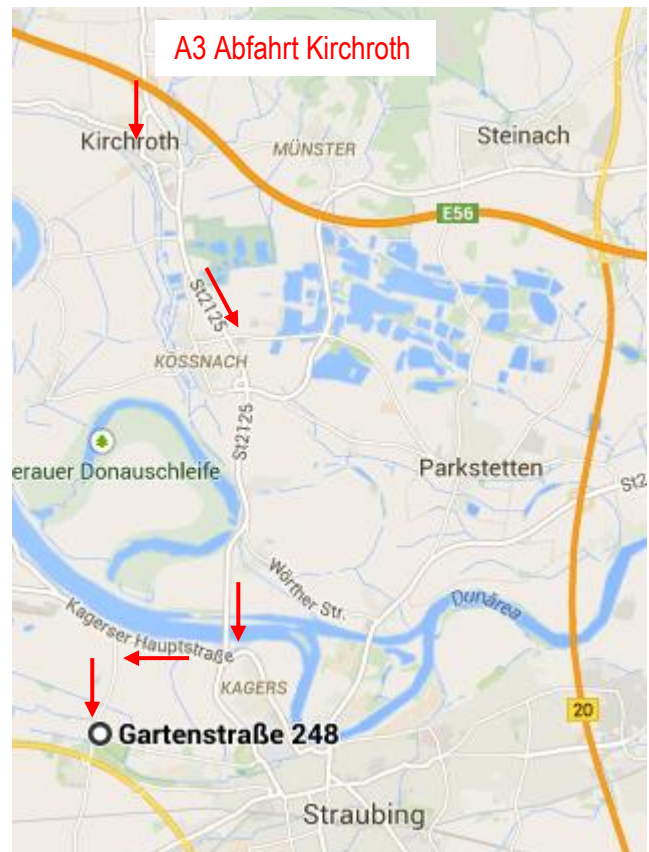 A3 Abfahrt Kirchroth
Kirchroth
MÜNSTER
Steinach
E56
St2125
KÖSSNACH
St2125
erauer Donauschleife
Parkstetten
St2
Wörther Str.
Dunărea
Kagerser Hauptstraße
KAGERS
20
Gartenstraße 248
Straubing